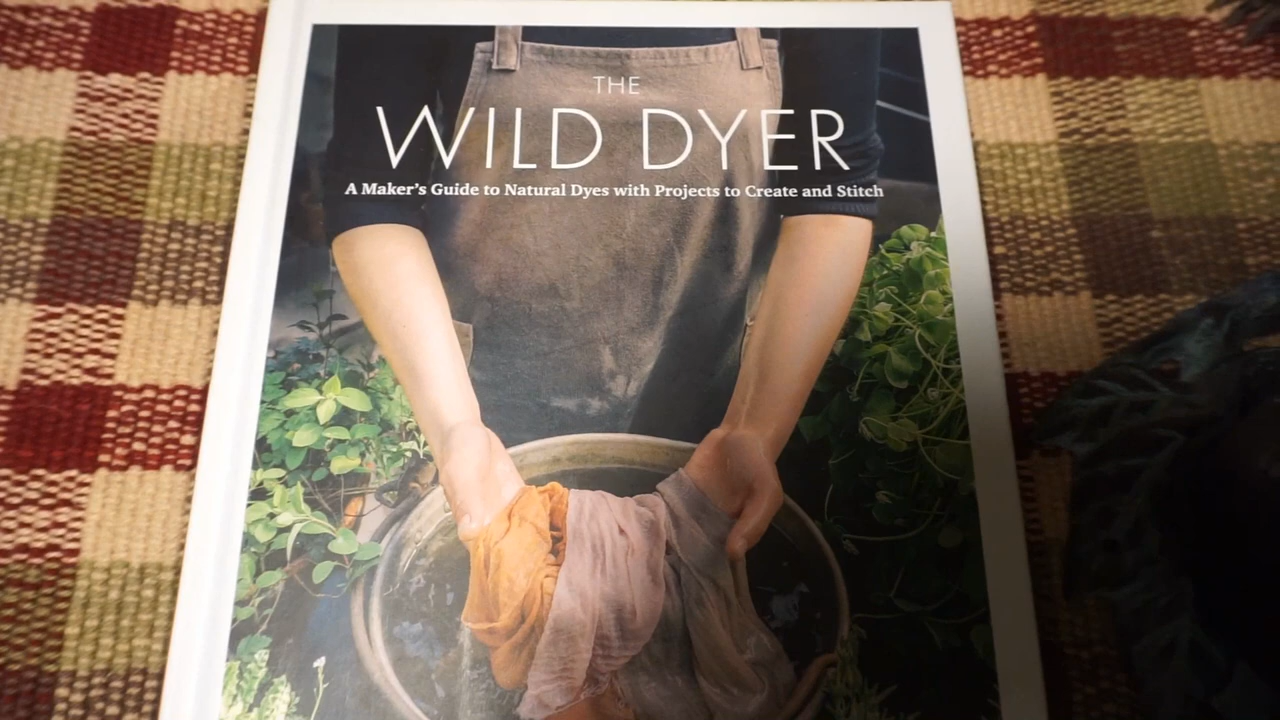 THE
WILD DYER
A Maker's Guide to Natural Dyes with Projects to Create and Stitch